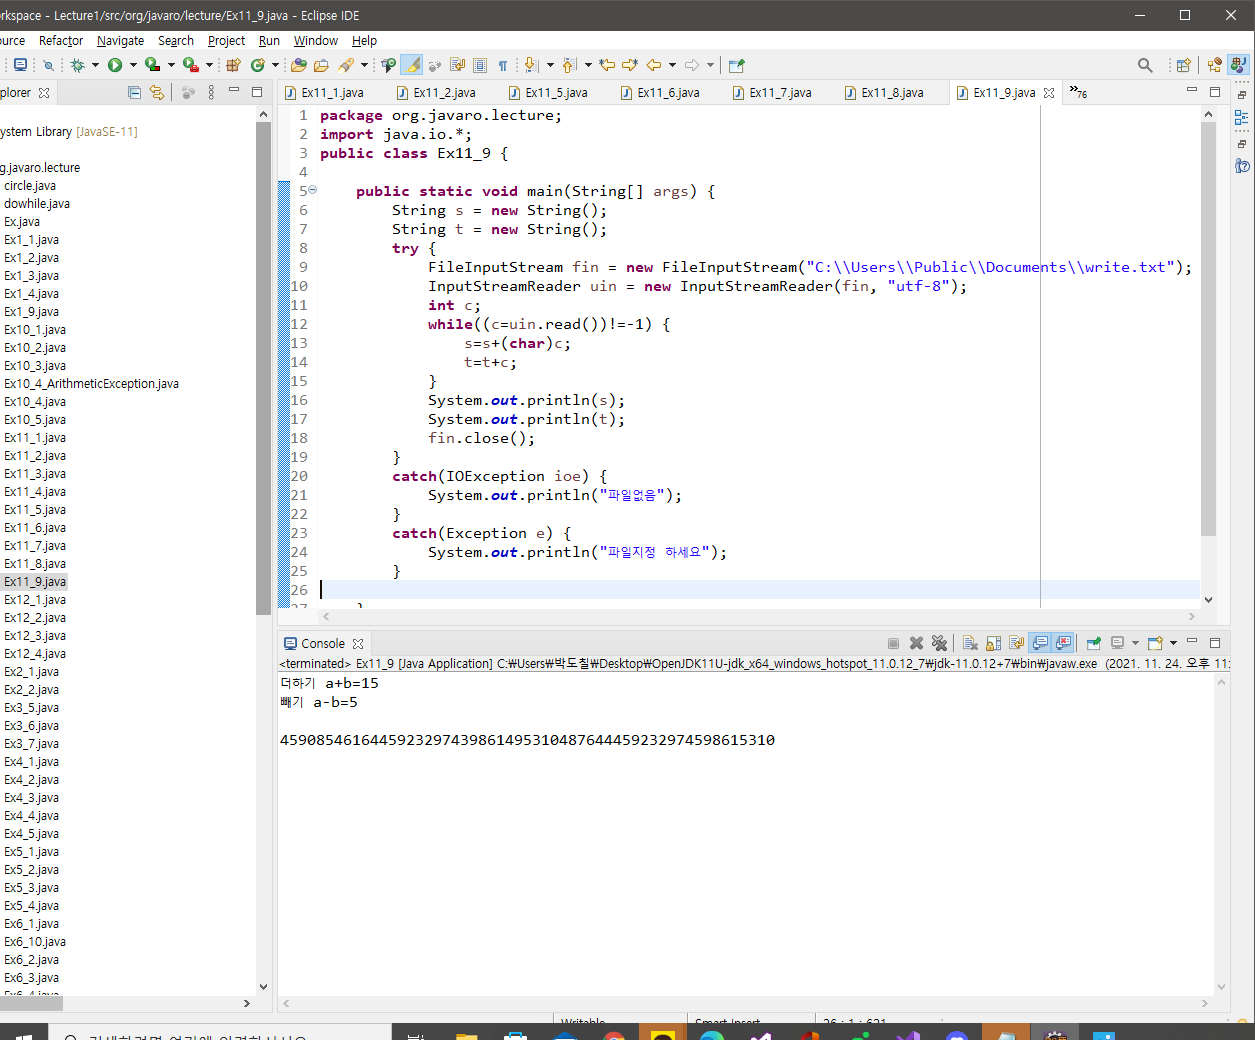 rkspace - Lecture1/src/org/javaro/lecture/Ex11_9.java - Eclipse IDE
ource Refactor Navigate Search Project Run Window Help
plorer
Ex11_1.java Ex11_2.java Ex11_5.java Ex11_6.java Ex11_7.java Ex11_8.java Ex11_9.java »76
ystem Library [JavaSE-11]
g.javaro.lecture
circle.java
dowhile.java
Ex.java
Ex1_1.java
Ex1_2.java
Ex1_3.java
Ex1_4.java
Ex1_9.java
Ex10_1.java
Ex10_2.java
Ex10_3.java
Ex10_4_ArithmeticException.java
Ex10_4.java
Ex10_5.java
Ex11_1.java
Ex11_2.java
Ex11_3.java
Ex11_4.java
Ex11_5.java
Ex11_6.java
Ex11_7.java
Ex11_8.java
Ex11_9.java
Ex12_1.java
Ex12_2.java
Ex12_3.java
Ex12_4.java
Ex2_1.java
Ex2_2.java
Ex3_5.java
Ex3_6.java
Ex3_7.java
Ex4_1.java
Ex4_2.java
Ex4_3.java
Ex4_4.java
Ex4_5.java
Ex5_1.java
Ex5_2.java
Ex5_3.java
Ex5_4.java
Ex6_1.java
Ex6_10.java
Ex6_2.java
Ex6_3.java
Ex6_4.java
1 package org.javaro.lecture;
2 import java.io.*;
3 public class Ex11_9 {
4
5 public static void main(String[] args) {
6 String s = new String();
7 String t = new String();
8 try {
9 FileInputStream fin = new FileInputStream("C:\\Users\\Public\\Documents\\write.txt");
10 InputStreamReader uin = new InputStreamReader(fin, "utf-8");
11 int c;
12 while((c=uin.read())!=-1) {
13 s=s+(char)c;
14 t=t+c;
15 }
16 System.out.println(s);
17 System.out.println(t);
18 fin.close();
19 }
20 catch(IOException ioe) {
21 System.out.println("파일없음");
22 }
23 catch(Exception e) {
24 System.out.println("파일지정 하세요");
25 }
26
27 }
Console
<terminated> Ex11_9 [Java Application] C:₩Users₩박도칠₩Desktop₩OpenJDK11U-jdk_x64_windows_hotspot_11.0.12_7₩jdk-11.0.12+7₩bin₩javaw.exe (2021. 11. 24. 오후 11:
더하기 a+b=15
빼기 a-b=5
45908546164459232974398614953104876444592329745986153​10
Writable Smart Insert 26 : 1 : 621